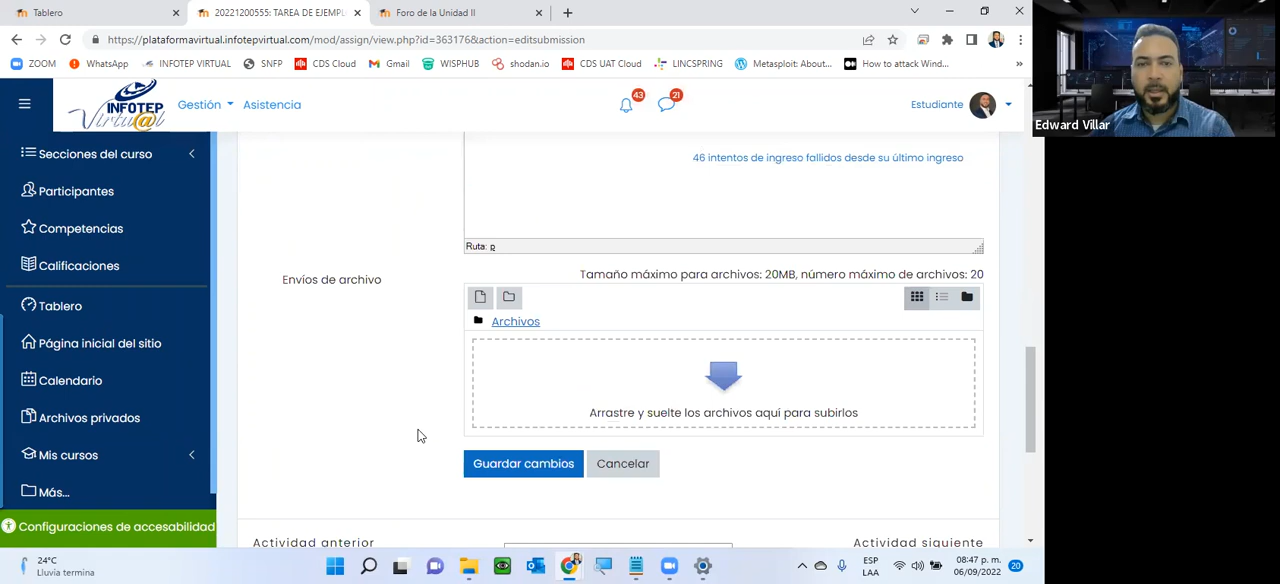 Tablero
20221200555: TAREA DE EJEMPL
Foro de la Unidad II
https://plataformavirtual.infotepvirtual.com/mod/assign/view.php?id=363176&action=editsubmission
ZOOM
WhatsApp
INFOTEP VIRTUAL
SNFP
CDS Cloud
Gmail
WISPHUB
shodan.io
CDS UAT Cloud
LINCSPRING
Metasploit: About...
How to attack Wind...
»
INFOTEP
Virtu@l
Gestión
Asistencia
43
21
Estudiante
Edward Villar
Secciones del curso
Participantes
Competencias
Calificaciones
Tablero
Página inicial del sitio
Calendario
Archivos privados
Mis cursos
Más...
Configuraciones de accesabilidad
46 intentos de ingreso fallidos desde su último ingreso
Ruta: p
Envíos de archivo
Tamaño máximo para archivos: 20MB, número máximo de archivos: 20
Archivos
Arrastre y suelte los archivos aquí para subirlos
Guardar cambios
Cancelar
Actividad anterior
Actividad siguiente
24°C
Lluvia termina
ESP
LAA
08:47 p. m.
06/09/2022
20